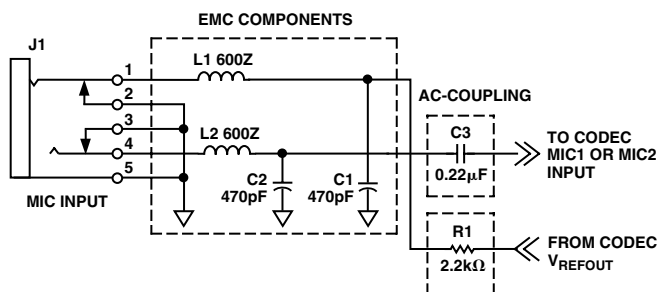 EMC COMPONENTS
J1
1
L1 600Z
2
AC-COUPLING
3
C3
L2 600Z
4
TO CODEC
MIC1 OR MIC2
INPUT
5
C2
470pF
C1
470pF
0.22µF
MIC INPUT
R1
2.2kΩ
FROM CODEC
VREFOUT